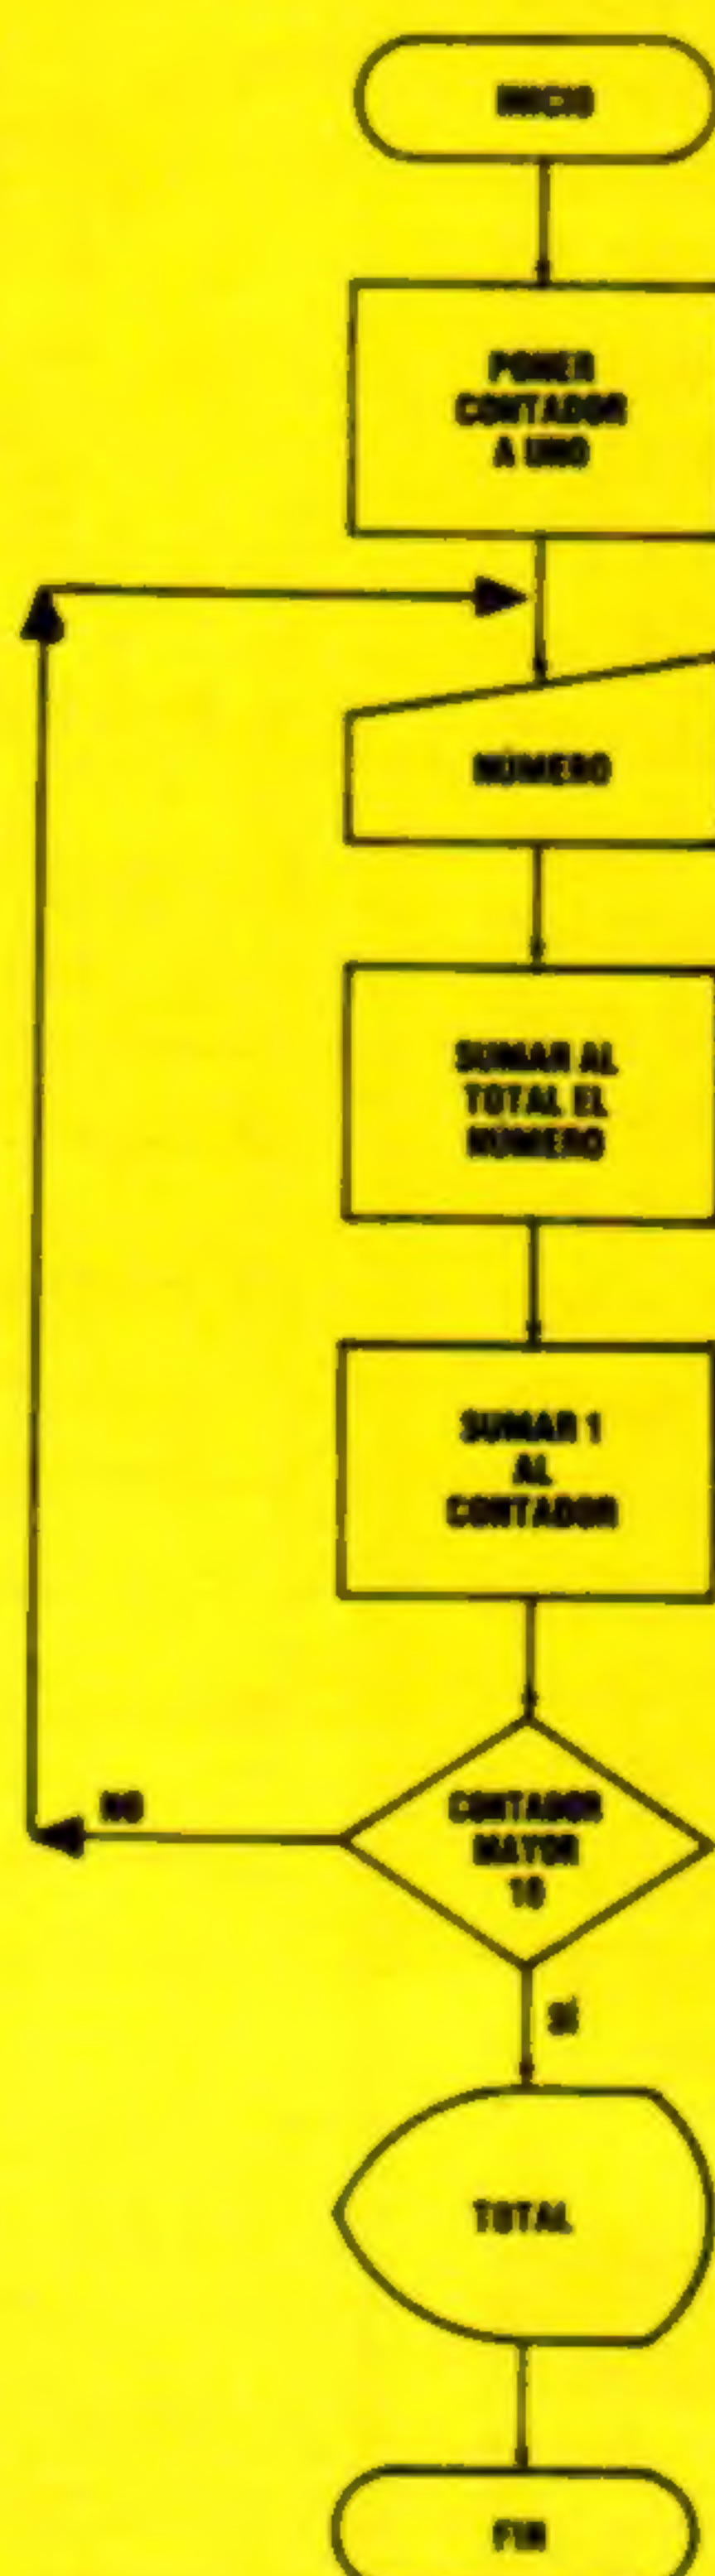 INICIO
PONER
CONTADOR
A UNO
NÚMERO
SUMAR AL
TOTAL EL
NÚMERO
SUMAR 1
AL
CONTADOR
NO
CONTADOR
MAYOR
10
SÍ
TOTAL
FIN